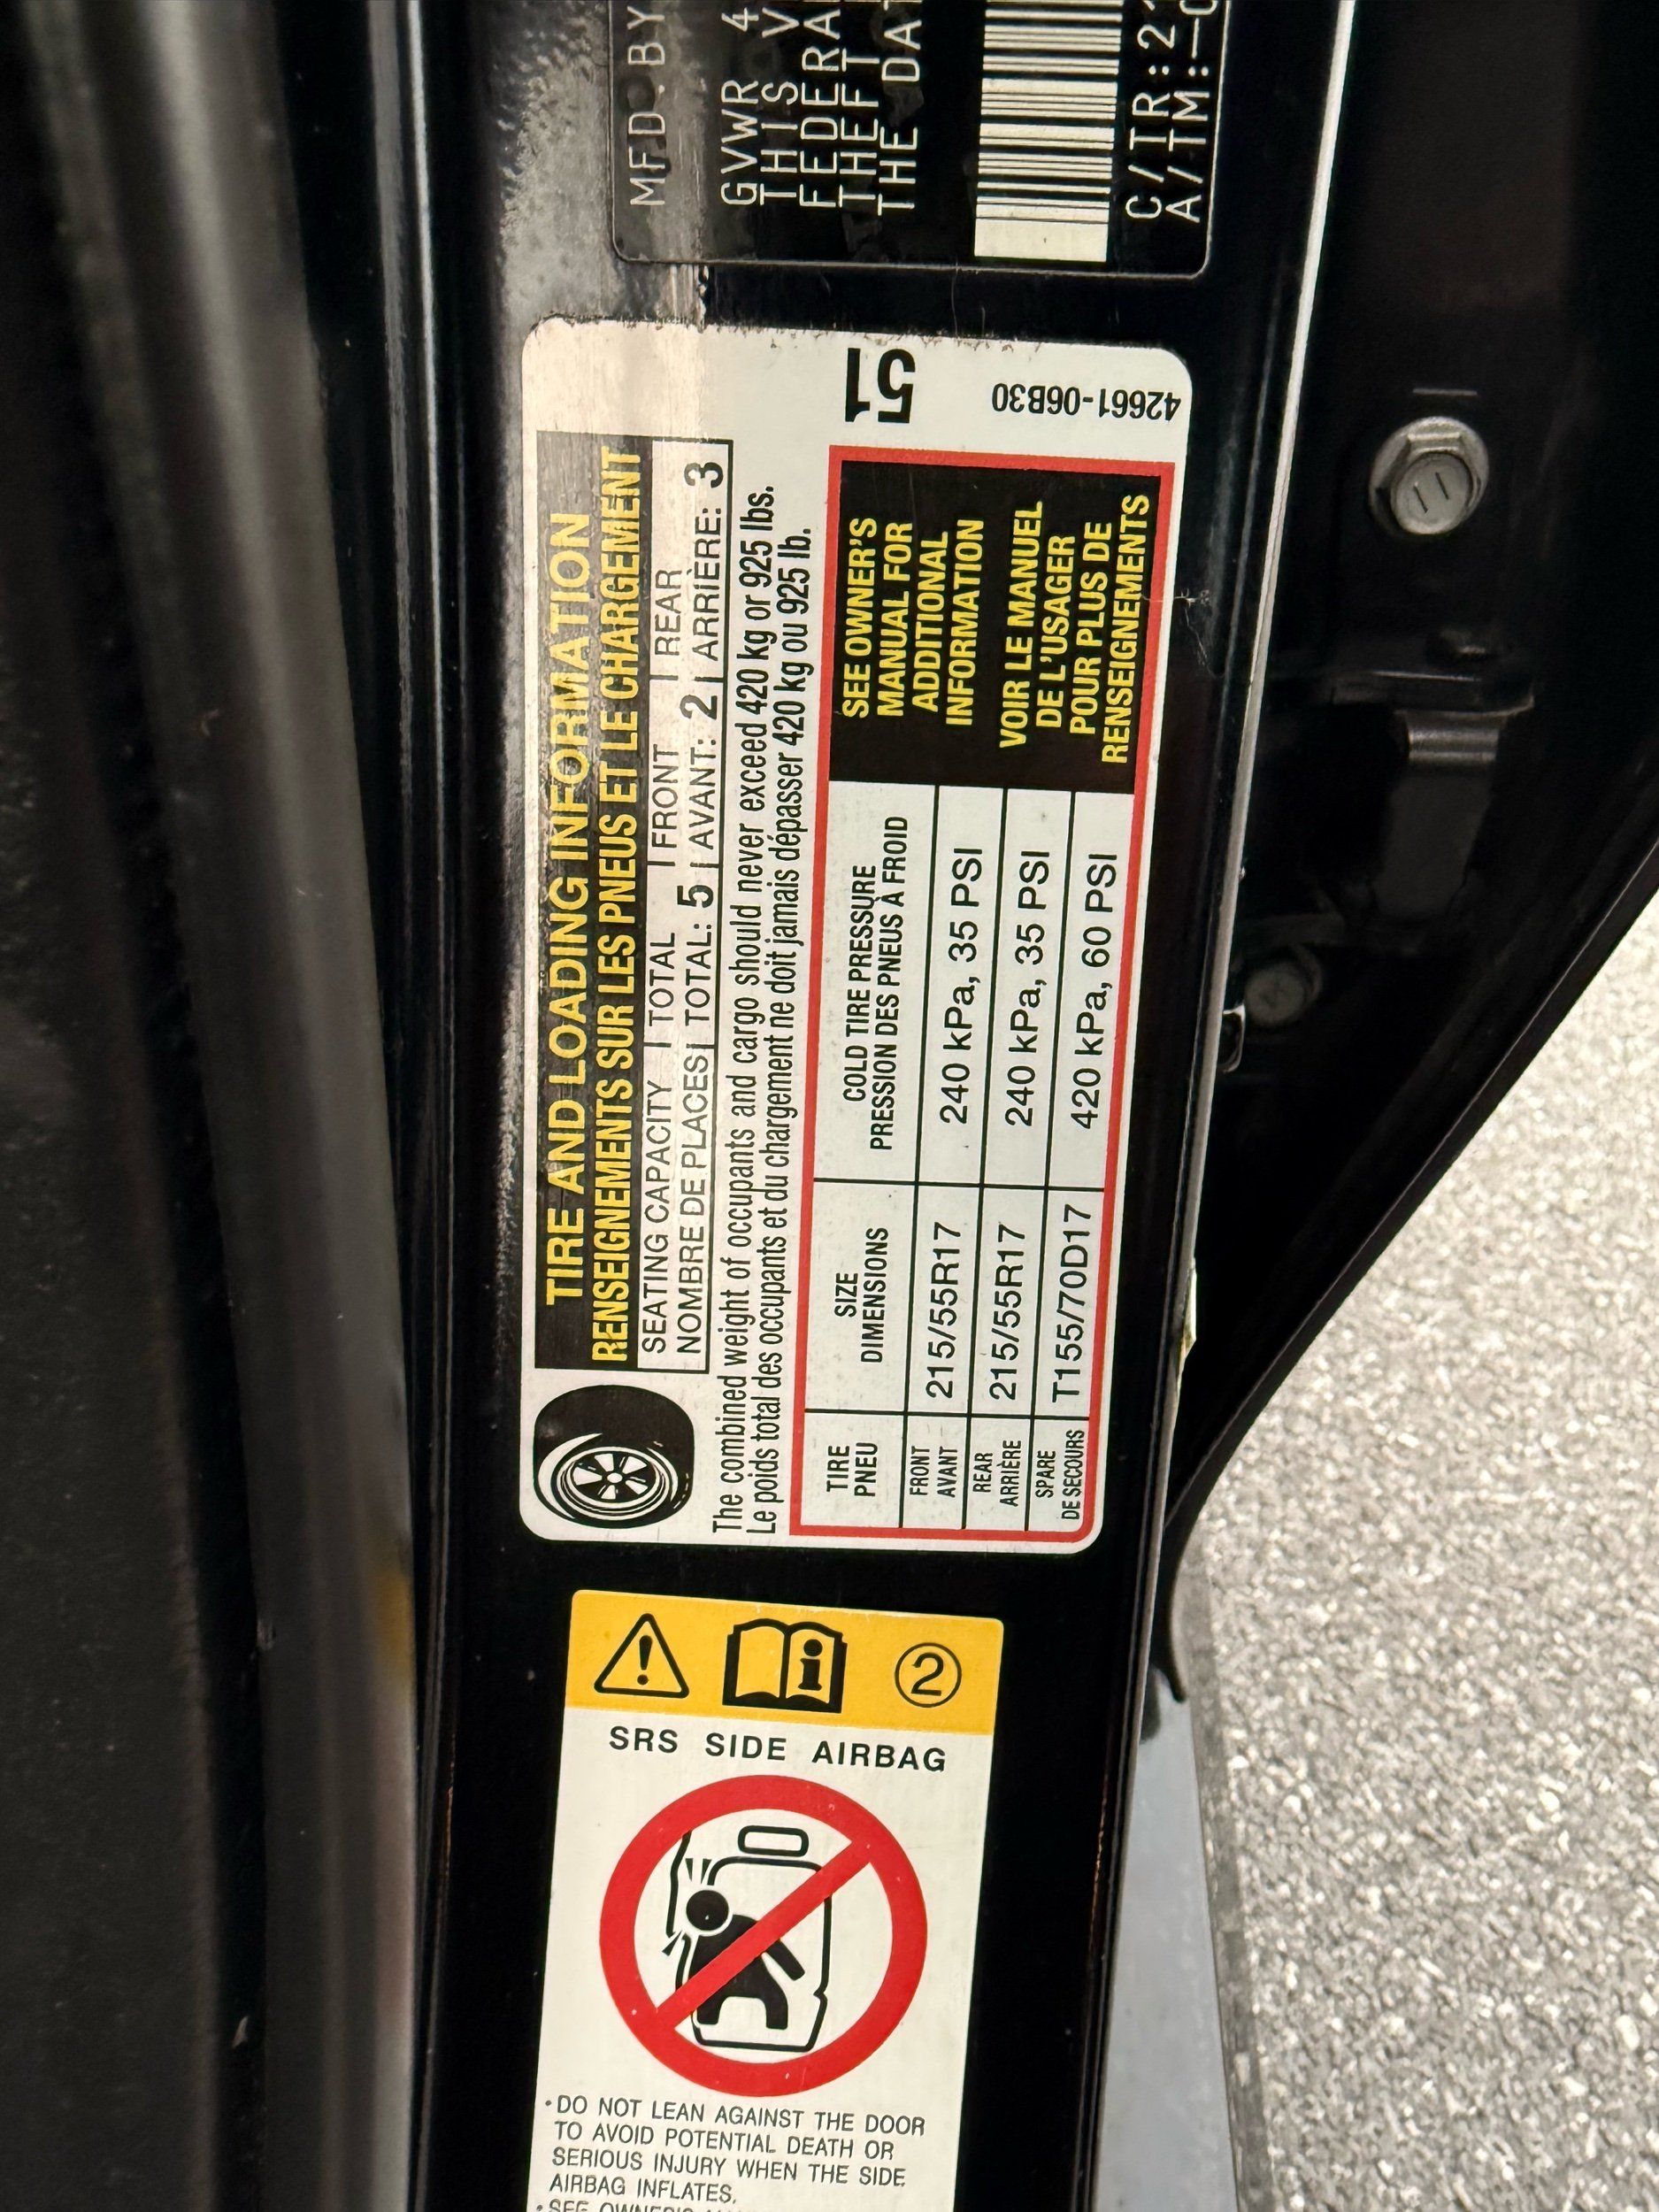 MFD.BY
GVWR 4
THIS V
FEDERA
THEFT
THE DAT
C/TR:21
A/TM:
TIRE AND LOADING INFORMATION
RENSEIGNEMENTS SUR LES PNEUS ET LE CHARGEMENT
SEATING CAPACITY | TOTAL | FRONT | REAR
NOMBRE DE PLACES | TOTAL: 5 | AVANT: 2 | ARRIÈRE: 3
The combined weight of occupants and cargo should never exceed 420 kg or 925 lbs.
Le poids total des occupants et du chargement ne doit jamais dépasser 420 kg ou 925 lb.
TIRE SIZE COLD TIRE PRESSURE
PNEU DIMENSIONS PRESSION DES PNEUS À FROID
FRONT
AVANT 215/55R17 240 kPa, 35 PSI
REAR
ARRIÈRE 215/55R17 240 kPa, 35 PSI
SPARE
DE SECOURS T155/70D17 420 kPa, 60 PSI
SEE OWNER'S
MANUAL FOR
ADDITIONAL
INFORMATION
VOIR LE MANUEL
DE L'USAGER
POUR PLUS DE
RENSEIGNEMENTS
51
42661-06B30
2
SRS SIDE AIRBAG
•DO NOT LEAN AGAINST THE DOOR
TO AVOID POTENTIAL DEATH OR
SERIOUS INJURY WHEN THE SIDE
AIRBAG INFLATES.
•SEE OWNER'S